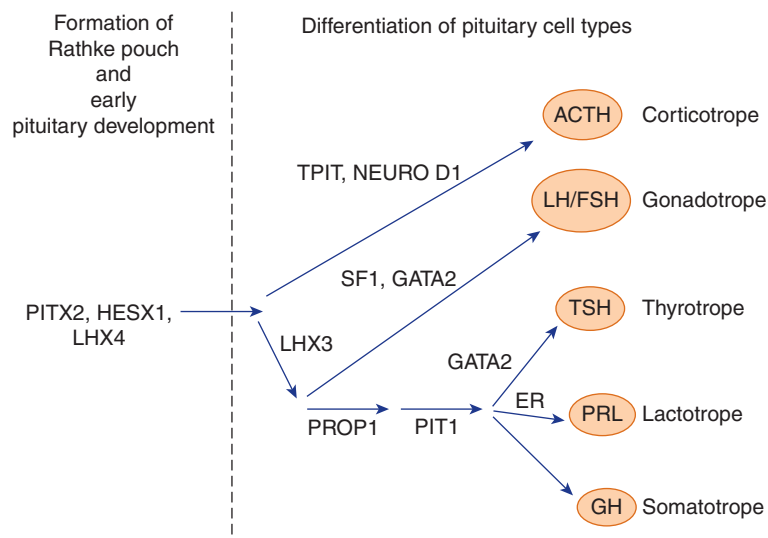 Formation of
Rathke pouch
and
early
pituitary development
Differentiation of pituitary cell types
ACTH Corticotrope
TPIT, NEURO D1
LH/FSH Gonadotrope
SF1, GATA2
PITX2, HESX1,
LHX4
TSH Thyrotrope
LHX3
GATA2
ER
PRL Lactotrope
PROP1 PIT1
GH Somatotrope